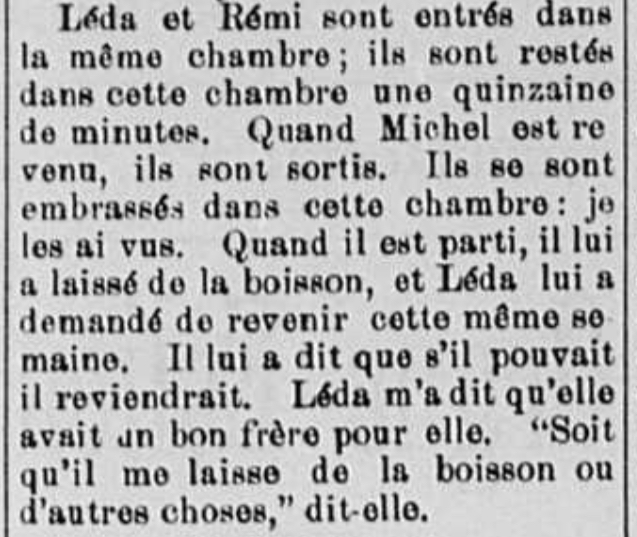 Léda et Rémi sont entrés dans
la même chambre; ils sont restés
dans cette chambre une quinzaine
de minutes. Quand Michel est re
venu, ils sont sortis. Ils se sont
embrassés dans cette chambre: je
les ai vus. Quand il est parti, il lui
a laissé de la boisson, et Léda lui a
demandé de revenir cette même se
maine. Il lui a dit que s'il pouvait
il reviendrait. Léda m'a dit qu'elle
avait un bon frère pour elle. "Soit
qu'il me laisse de la boisson ou
d'autres choses," dit-elle.